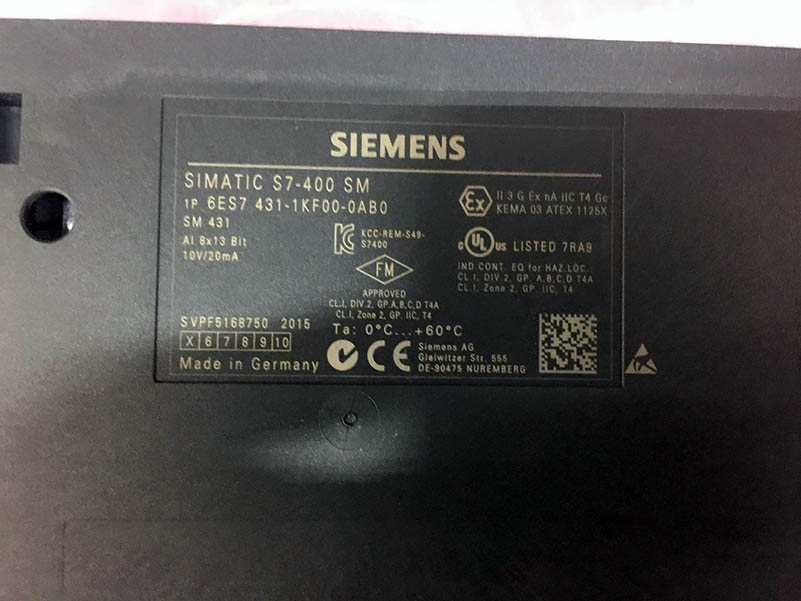 SIEMENS
SIMATIC S7-400 SM
1P 6ES7 431-1KF00-0AB0
SM 431
AI 8x13 Bit
10V/20mA
KCC-REM-S49-
S7400
FM
APPROVED
CL.I, DIV.2, GP.A,B,C,D T4A
CL.I, Zone 2, GP. IIC, T4
Ex
II 3 G Ex nA IIC T4 Gc
KEMA 03 ATEX 1125X
c UL us LISTED 7RA9
IND.CONT. EQ for HAZ.LOC.:
CL.I, DIV.2, GP. A,B,C,D T4A
CL.I, Zone 2, GP. IIC, T4
SVPF5168750 2015
X 6 7 8 9 10
Made in Germany
Ta: 0°C...+60°C
CE
Siemens AG
Gleiwitzer Str. 555
DE-90475 NUREMBERG